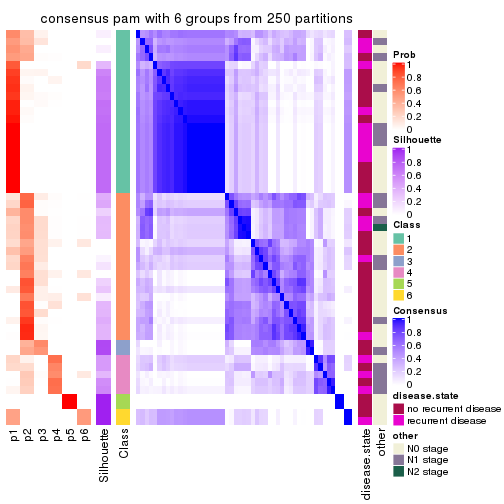 consensus pam with 6 groups from 250 partitions
Prob
1
0.8
0.6
0.4
0.2
0
Silhouette
1
0.8
0.6
0.4
0.2
0
Class
1
2
3
4
5
6
Consensus
1
0.8
0.6
0.4
0.2
0
disease.state
no recurrent disease
recurrent disease
other
N0 stage
N1 stage
N2 stage
p1
p2
p3
p4
p5
p6
Silhouette
Class
disease.state
other